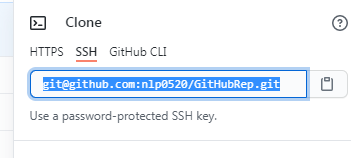 Clone
HTTPS SSH GitHub CLI
git@github.com:nlp0520/GitHubRep.git
Use a password-protected SSH key.